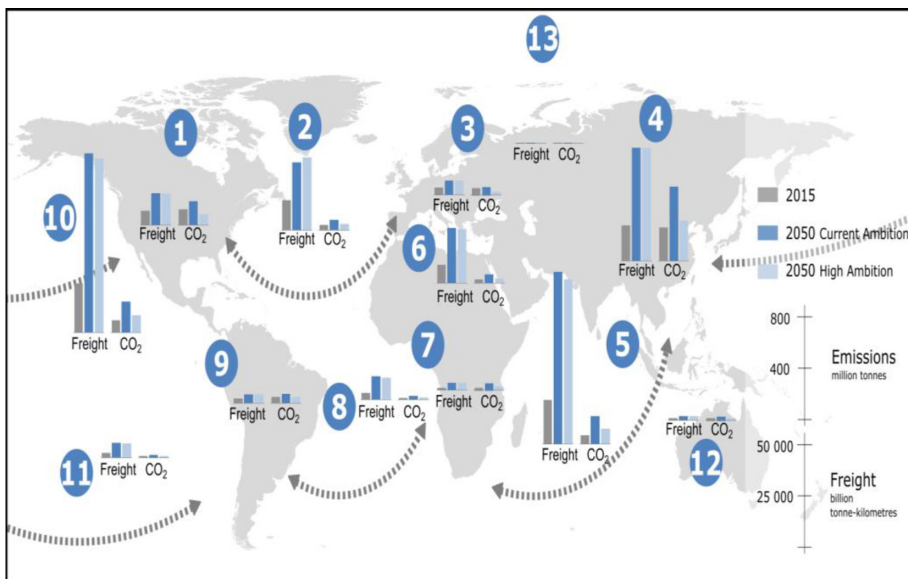 13
1
2
3
4
Freight CO₂
10
Freight CO₂
Freight CO₂
Freight CO₂
Freight CO₂
6
Freight CO₂
Freight CO₂
2015
2050 Current Ambition
2050 High Ambition
Freight CO₂
9
7
5
8
Freight CO₂
Freight CO₂
Freight CO₂
Freight CO₂
Freight CO₂
11
Freight CO₂
12
800
400
Emissions
million tonnes
50 000
25 000
Freight
billion
tonne-kilometres